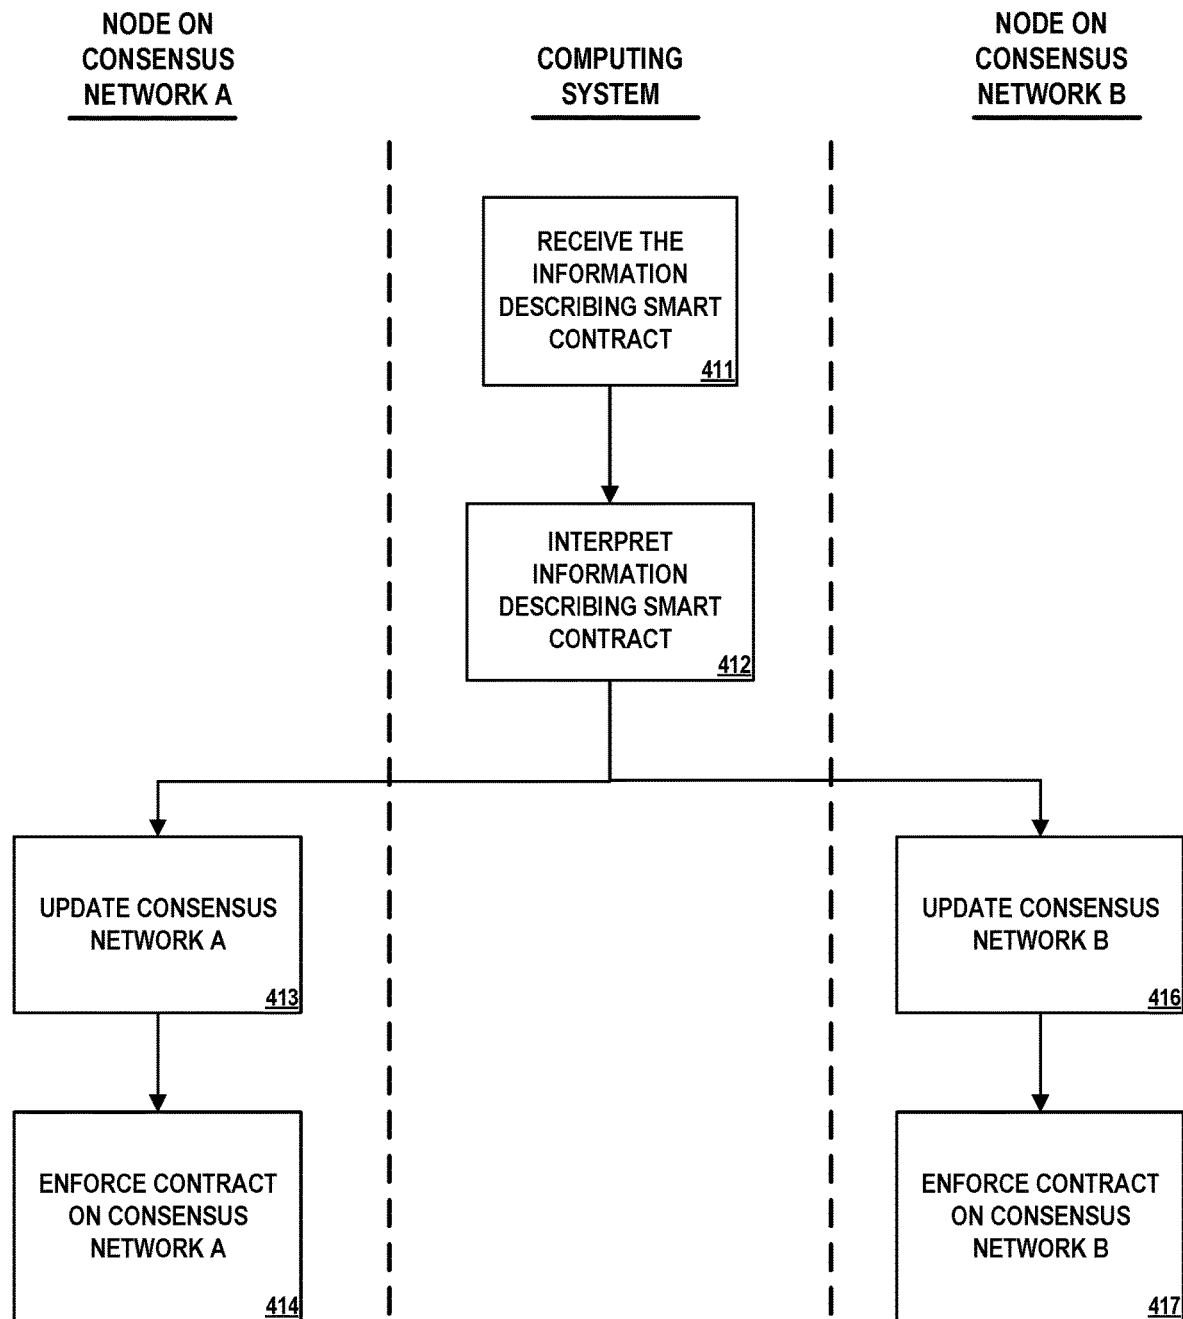 NODE ON
CONSENSUS
NETWORK A
COMPUTING
SYSTEM
NODE ON
CONSENSUS
NETWORK B
RECEIVE THE
INFORMATION
DESCRIBING SMART
CONTRACT
411
INTERPRET
INFORMATION
DESCRIBING SMART
CONTRACT
412
UPDATE CONSENSUS
NETWORK A
413
UPDATE CONSENSUS
NETWORK B
416
ENFORCE CONTRACT
ON CONSENSUS
NETWORK A
414
ENFORCE CONTRACT
ON CONSENSUS
NETWORK B
417